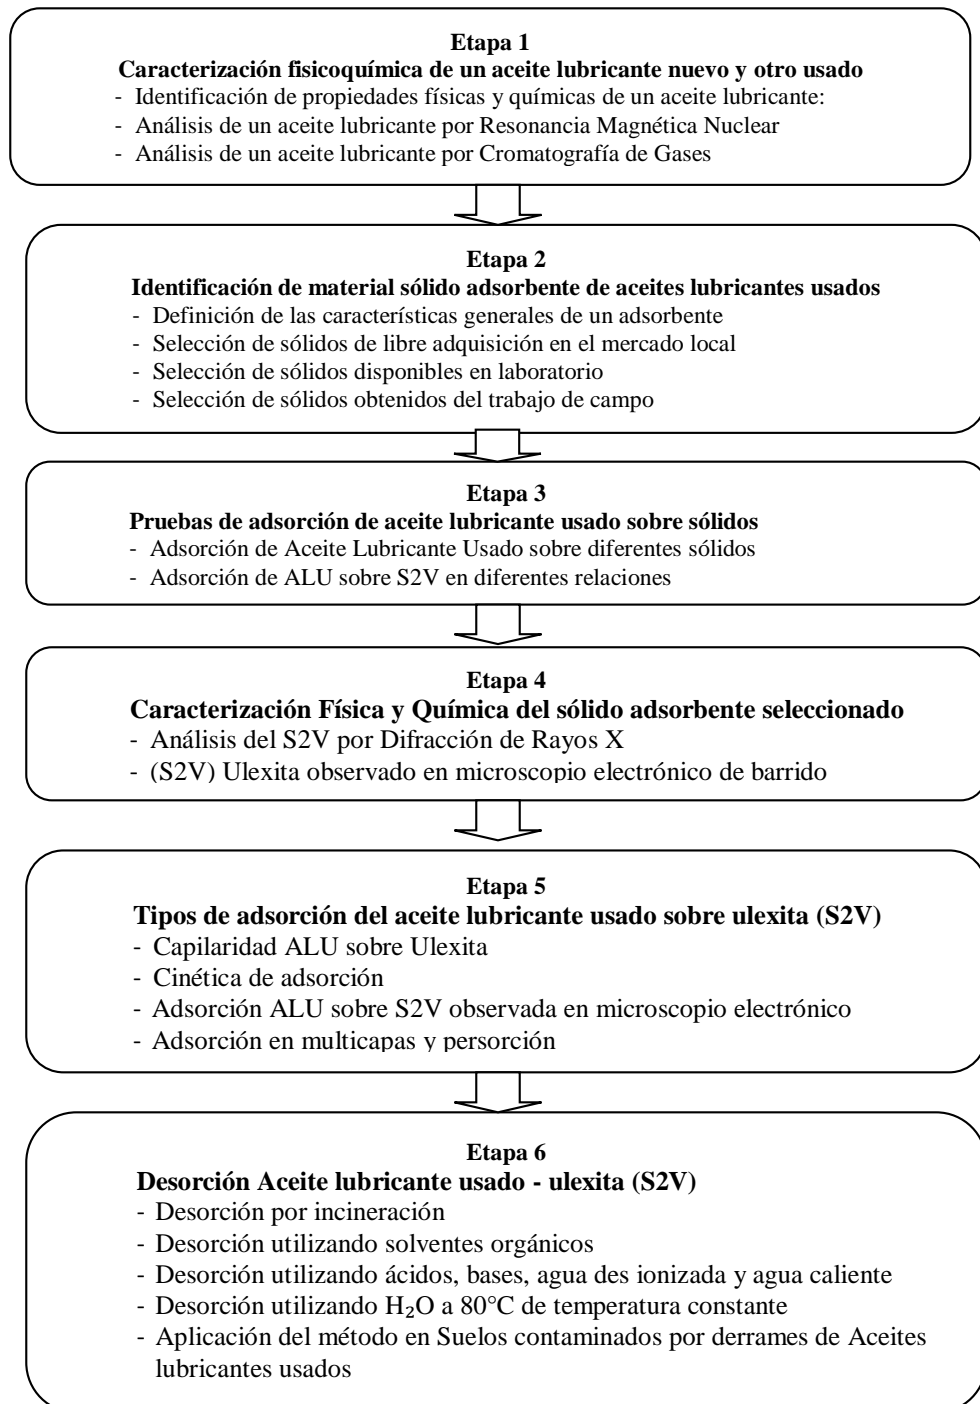 Etapa 1
Caracterización fisicoquímica de un aceite lubricante nuevo y otro usado
- Identificación de propiedades físicas y químicas de un aceite lubricante:
- Análisis de un aceite lubricante por Resonancia Magnética Nuclear
- Análisis de un aceite lubricante por Cromatografía de Gases
Etapa 2
Identificación de material sólido adsorbente de aceites lubricantes usados
- Definición de las características generales de un adsorbente
- Selección de sólidos de libre adquisición en el mercado local
- Selección de sólidos disponibles en laboratorio
- Selección de sólidos obtenidos del trabajo de campo
Etapa 3
Pruebas de adsorción de aceite lubricante usado sobre sólidos
- Adsorción de Aceite Lubricante Usado sobre diferentes sólidos
- Adsorción de ALU sobre S2V en diferentes relaciones
Etapa 4
Caracterización Física y Química del sólido adsorbente seleccionado
- Análisis del S2V por Difracción de Rayos X
- (S2V) Ulexita observado en microscopio electrónico de barrido
Etapa 5
Tipos de adsorción del aceite lubricante usado sobre ulexita (S2V)
- Capilaridad ALU sobre Ulexita
- Cinética de adsorción
- Adsorción ALU sobre S2V observada en microscopio electrónico
- Adsorción en multicapas y persorción
Etapa 6
Desorción Aceite lubricante usado - ulexita (S2V)
- Desorción por incineración
- Desorción utilizando solventes orgánicos
- Desorción utilizando ácidos, bases, agua des ionizada y agua caliente
- Desorción utilizando H₂O a 80°C de temperatura constante
- Aplicación del método en Suelos contaminados por derrames de Aceites
lubricantes usados